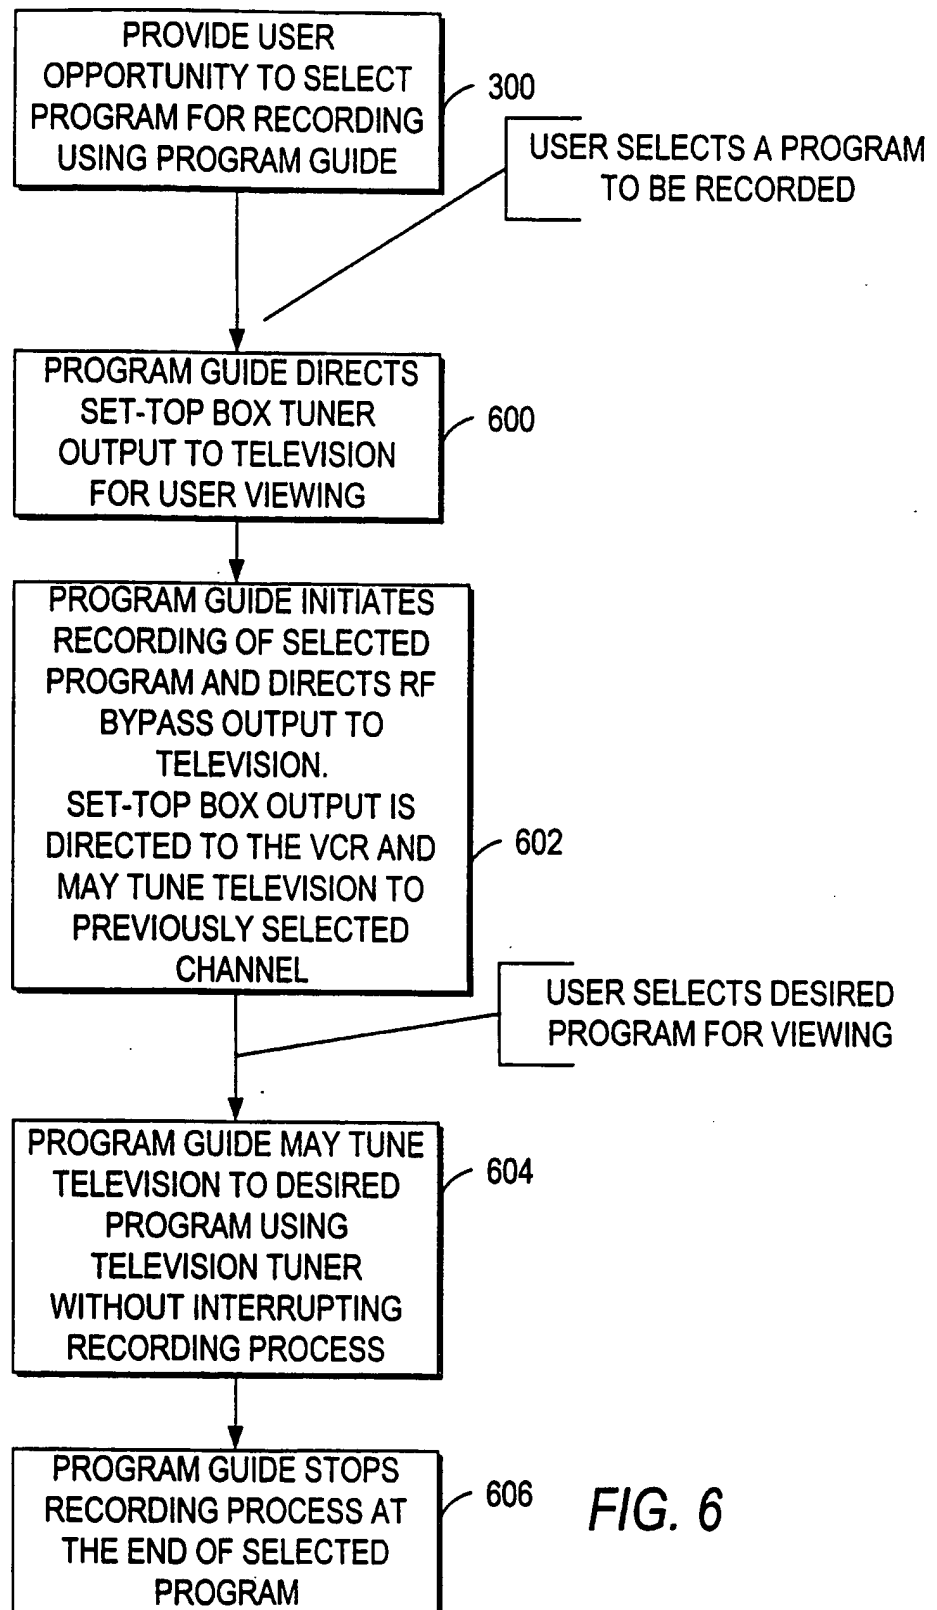 PROVIDE USER
OPPORTUNITY TO SELECT
PROGRAM FOR RECORDING
USING PROGRAM GUIDE
300
USER SELECTS A PROGRAM
TO BE RECORDED
PROGRAM GUIDE DIRECTS
SET-TOP BOX TUNER
OUTPUT TO TELEVISION
FOR USER VIEWING
600
PROGRAM GUIDE INITIATES
RECORDING OF SELECTED
PROGRAM AND DIRECTS RF
BYPASS OUTPUT TO
TELEVISION.
SET-TOP BOX OUTPUT IS
DIRECTED TO THE VCR AND
MAY TUNE TELEVISION TO
PREVIOUSLY SELECTED
CHANNEL
602
USER SELECTS DESIRED
PROGRAM FOR VIEWING
PROGRAM GUIDE MAY TUNE
TELEVISION TO DESIRED
PROGRAM USING
TELEVISION TUNER
WITHOUT INTERRUPTING
RECORDING PROCESS
604
PROGRAM GUIDE STOPS
RECORDING PROCESS AT
THE END OF SELECTED
PROGRAM
606
FIG. 6